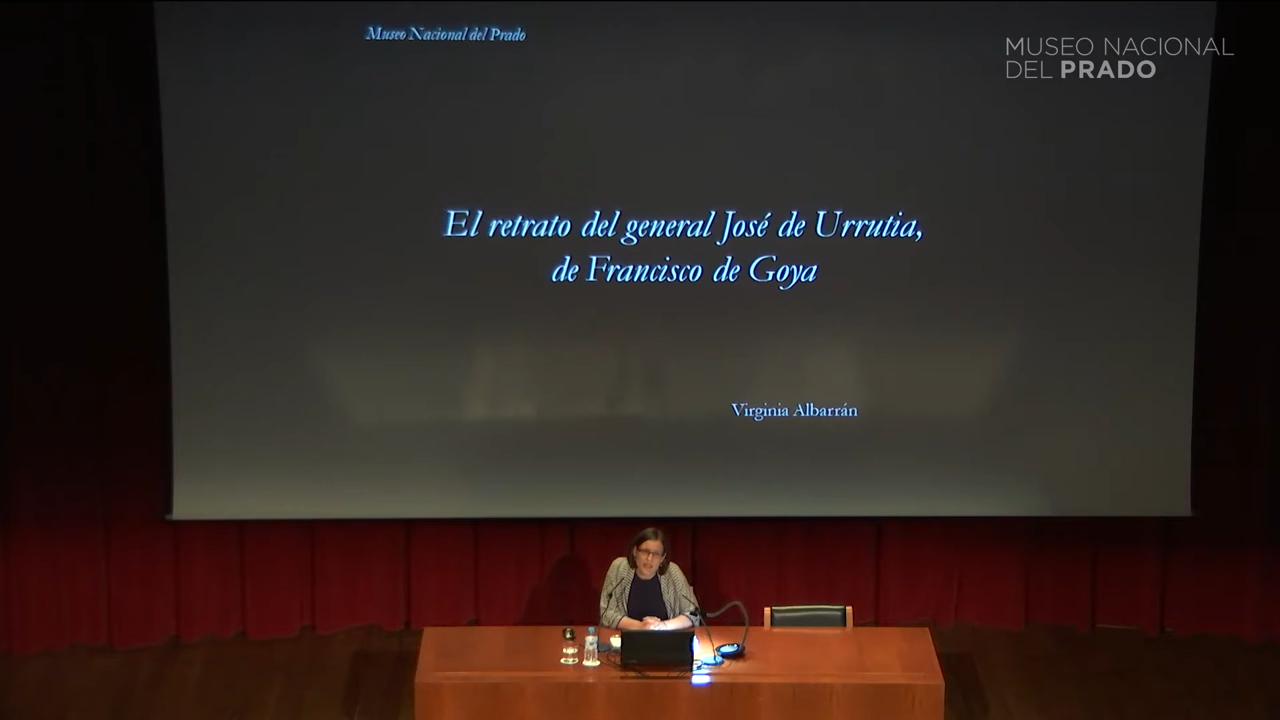 Museo Nacional del Prado
MUSEO NACIONAL
DEL PRADO
El retrato del general José de Urrutia,
de Francisco de Goya
Virginia Albarrán